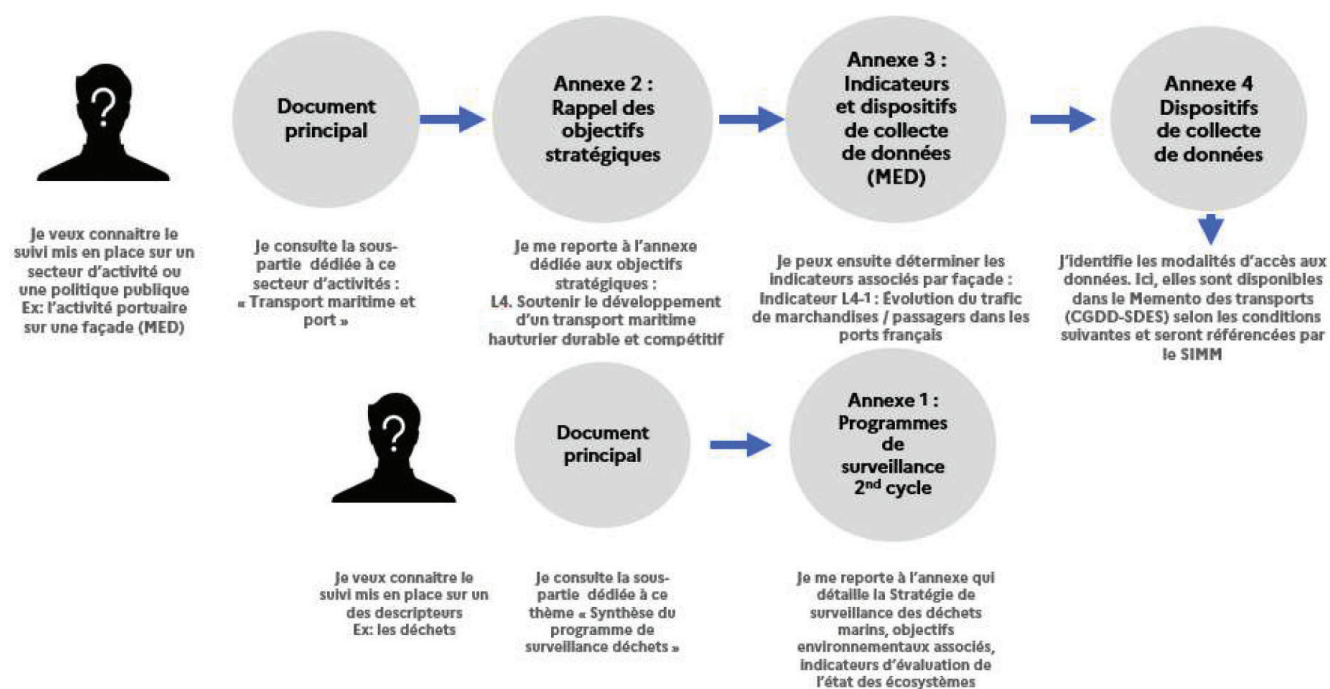 ?
Document
principal
Annexe 2 :
Rappel des
objectifs
stratégiques
Annexe 3 :
Indicateurs
et dispositifs
de collecte
de données
(MED)
Annexe 4
Dispositifs
de collecte
de données
Je veux connaître le
suivi mis en place sur un
secteur d'activité ou
une politique publique
Ex: l'activité portuaire
sur une façade (MED)
Je consulte la sous-
partie dédiée à ce
secteur d'activités :
« Transport maritime et
port »
Je me reporte à l'annexe
dédiée aux objectifs
stratégiques :
L4. Soutenir le développement
d'un transport maritime
hauturier durable et compétitif
Je peux ensuite déterminer les
indicateurs associés par façade :
Indicateur L4-1 : Évolution du trafic
de marchandises / passagers dans les
ports français
J'identifie les modalités d'accès aux
données. Ici, elles sont disponibles
dans le Memento des transports
(CGDD-SDES) selon les conditions
suivantes et seront référencées par
le SIMM
?
Document
principal
Annexe 1 :
Programmes
de
surveillance
2nd cycle
Je veux connaître le
suivi mis en place sur un
des descripteurs
Ex: les déchets
Je consulte la sous-
partie dédiée à ce
thème « Synthèse du
programme de
surveillance déchets »
Je me reporte à l'annexe qui
détaille la Stratégie de
surveillance des déchets
marins, objectifs
environnementaux associés,
indicateurs d'évaluation de
l'état des écosystèmes